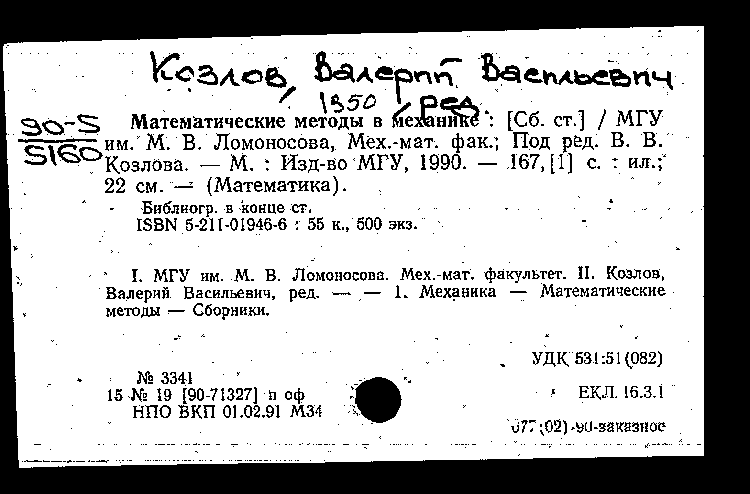 Козлов, Валерий Васильевич
1950, ред.
90-5
5160
Математические методы в механике : [Сб. ст.] / МГУ
им. М. В. Ломоносова, Мех.-мат. фак.; Под ред. В. В.
Козлова. — М. : Изд-во МГУ, 1990. — 167, [1] с. : ил.;
22 см. — (Математика).
Библиогр. в конце ст.
ISBN 5-211-01946-6 : 55 к., 500 экз.
I. МГУ им. М. В. Ломоносова. Мех.-мат. факультет. II. Козлов,
Валерий Васильевич, ред. — — 1. Механика — Математические
методы — Сборники.
УДК 531:51(082)
№ 3341
15 № 19 [90-71327] п оф
ЕКЛ. 16.3.1
НПО ВКП 01.02.91 М34
077(02)-90-заказное